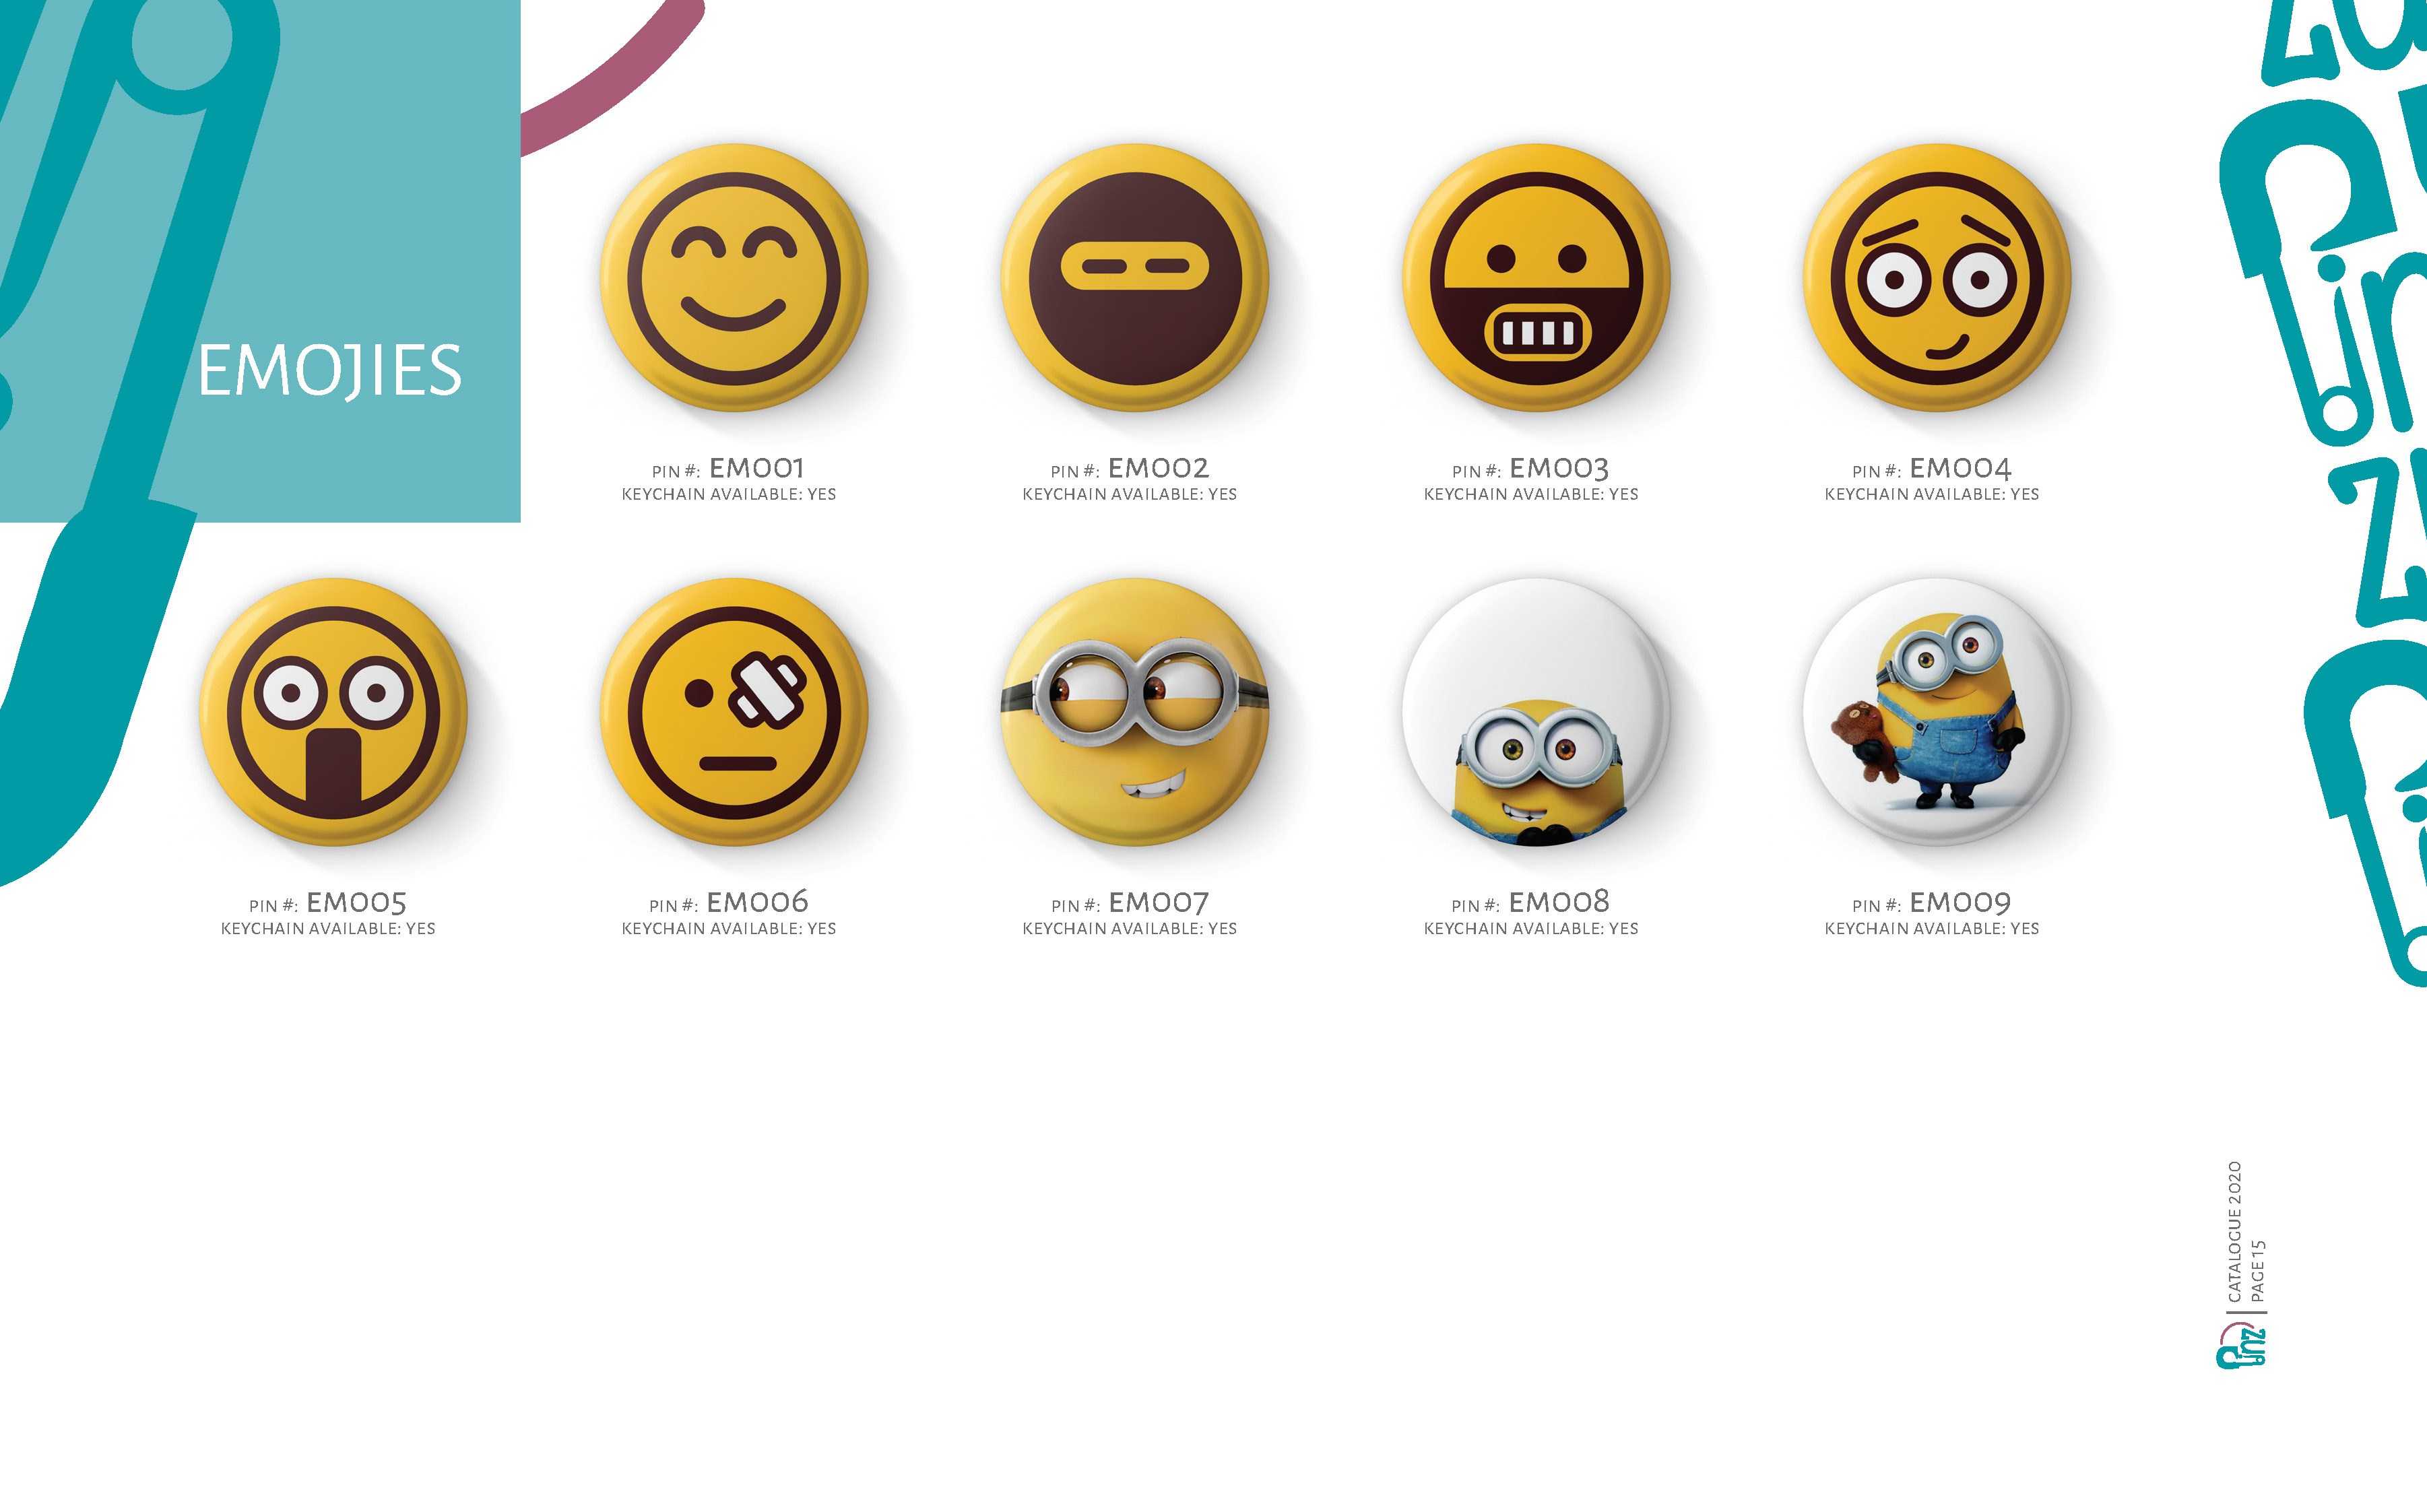 EMOJIES
PIN #: EM001
KEYCHAIN AVAILABLE: YES
PIN #: EM002
KEYCHAIN AVAILABLE: YES
PIN #: EM003
KEYCHAIN AVAILABLE: YES
PIN #: EM004
KEYCHAIN AVAILABLE: YES
PIN #: EM005
KEYCHAIN AVAILABLE: YES
PIN #: EM006
KEYCHAIN AVAILABLE: YES
PIN #: EM007
KEYCHAIN AVAILABLE: YES
PIN #: EM008
KEYCHAIN AVAILABLE: YES
PIN #: EM009
KEYCHAIN AVAILABLE: YES
CATALOGUE 2020
PAGE 15
Pinz